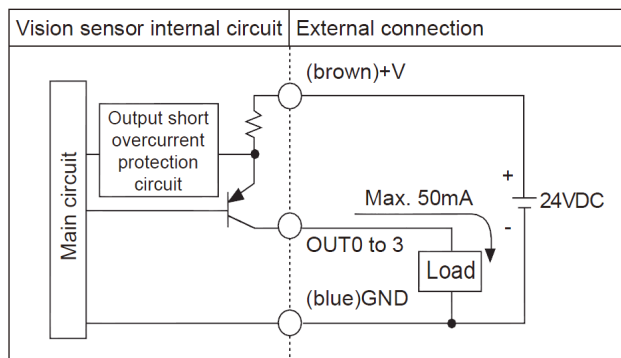 Vision sensor internal circuit
External connection
(brown)+V
Output short
overcurrent
protection
circuit
Main circuit
Max. 50mA
+
24VDC
-
OUT0 to 3
Load
(blue)GND